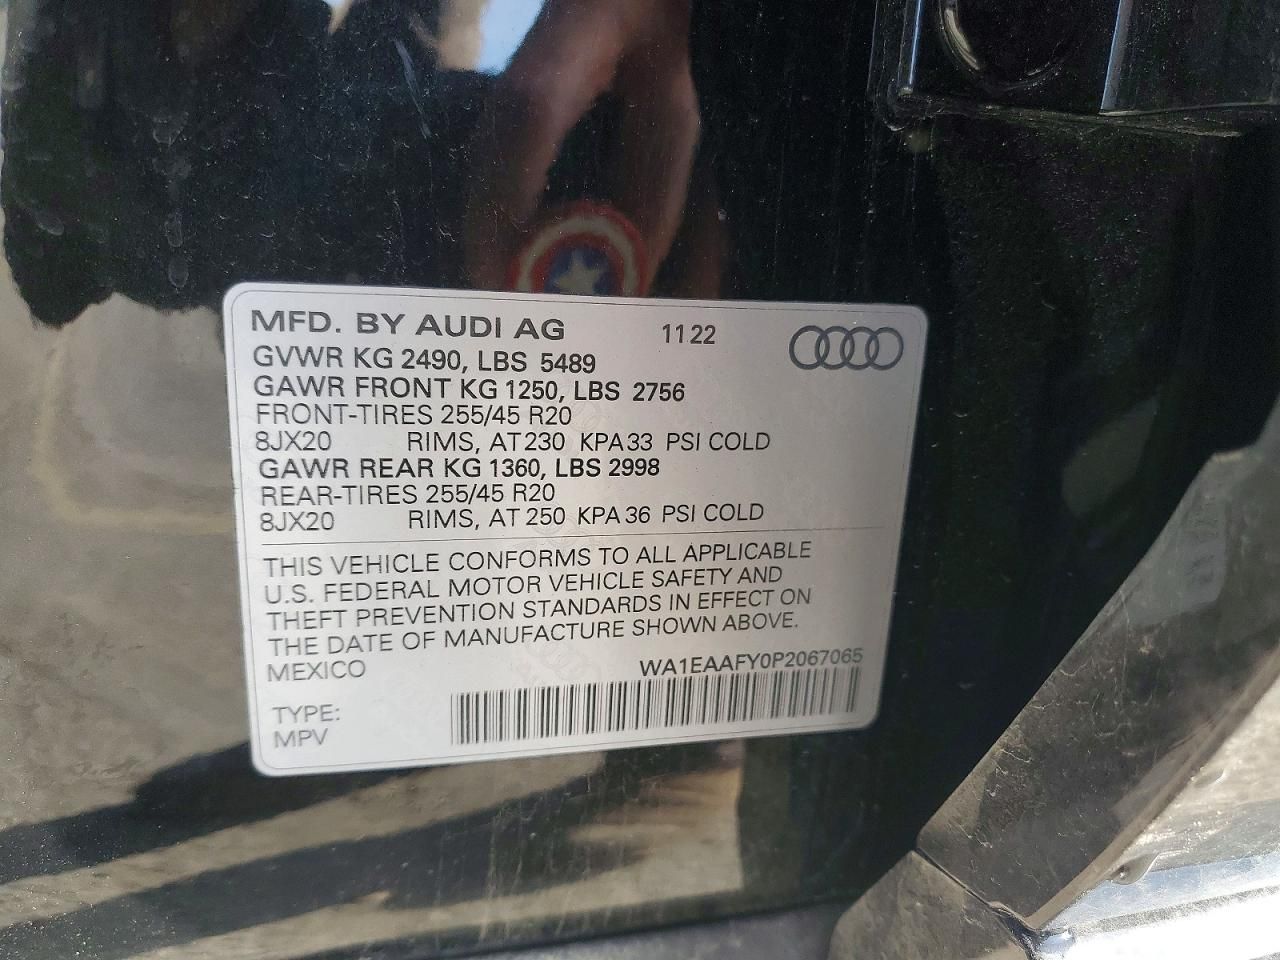 MFD. BY AUDI AG 11 22
GVWR KG 2490, LBS 5489
GAWR FRONT KG 1250, LBS 2756
FRONT-TIRES 255/45 R20
8JX20 RIMS, AT 230 KPA 33 PSI COLD
GAWR REAR KG 1360, LBS 2998
REAR-TIRES 255/45 R20
8JX20 RIMS, AT 250 KPA 36 PSI COLD
THIS VEHICLE CONFORMS TO ALL APPLICABLE
U.S. FEDERAL MOTOR VEHICLE SAFETY AND
THEFT PREVENTION STANDARDS IN EFFECT ON
THE DATE OF MANUFACTURE SHOWN ABOVE.
MEXICO WA1EAAFY0P2067065
TYPE:
MPV